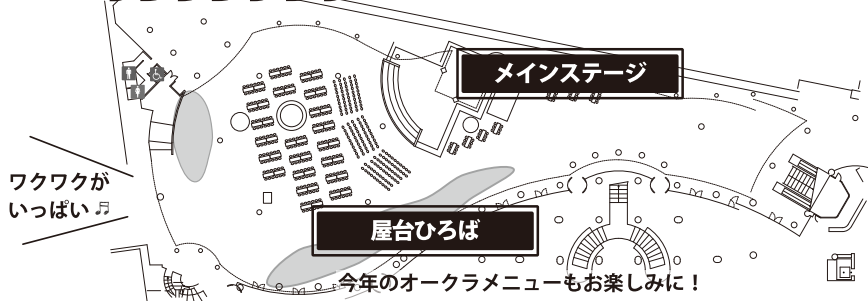 メインステージ
ワクワクが
いっぱい♬
屋台ひろば
今年のオークラメニューもお楽しみに！